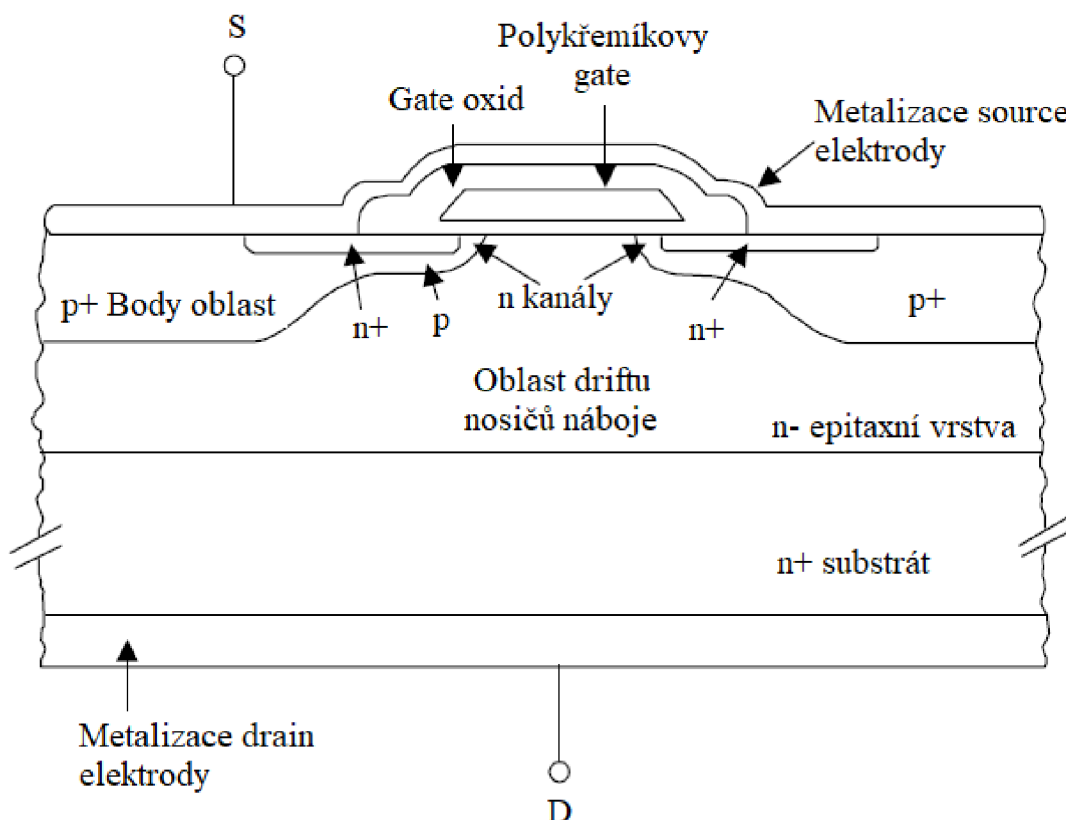 S
Polykřemíkovy
gate
Gate oxid
Metalizace source
elektrody
p+ Body oblast
n+
p
n kanály
n+
p+
Oblast driftu
nosičů náboje
n- epitaxní vrstva
n+ substrát
Metalizace drain
elektrody
D